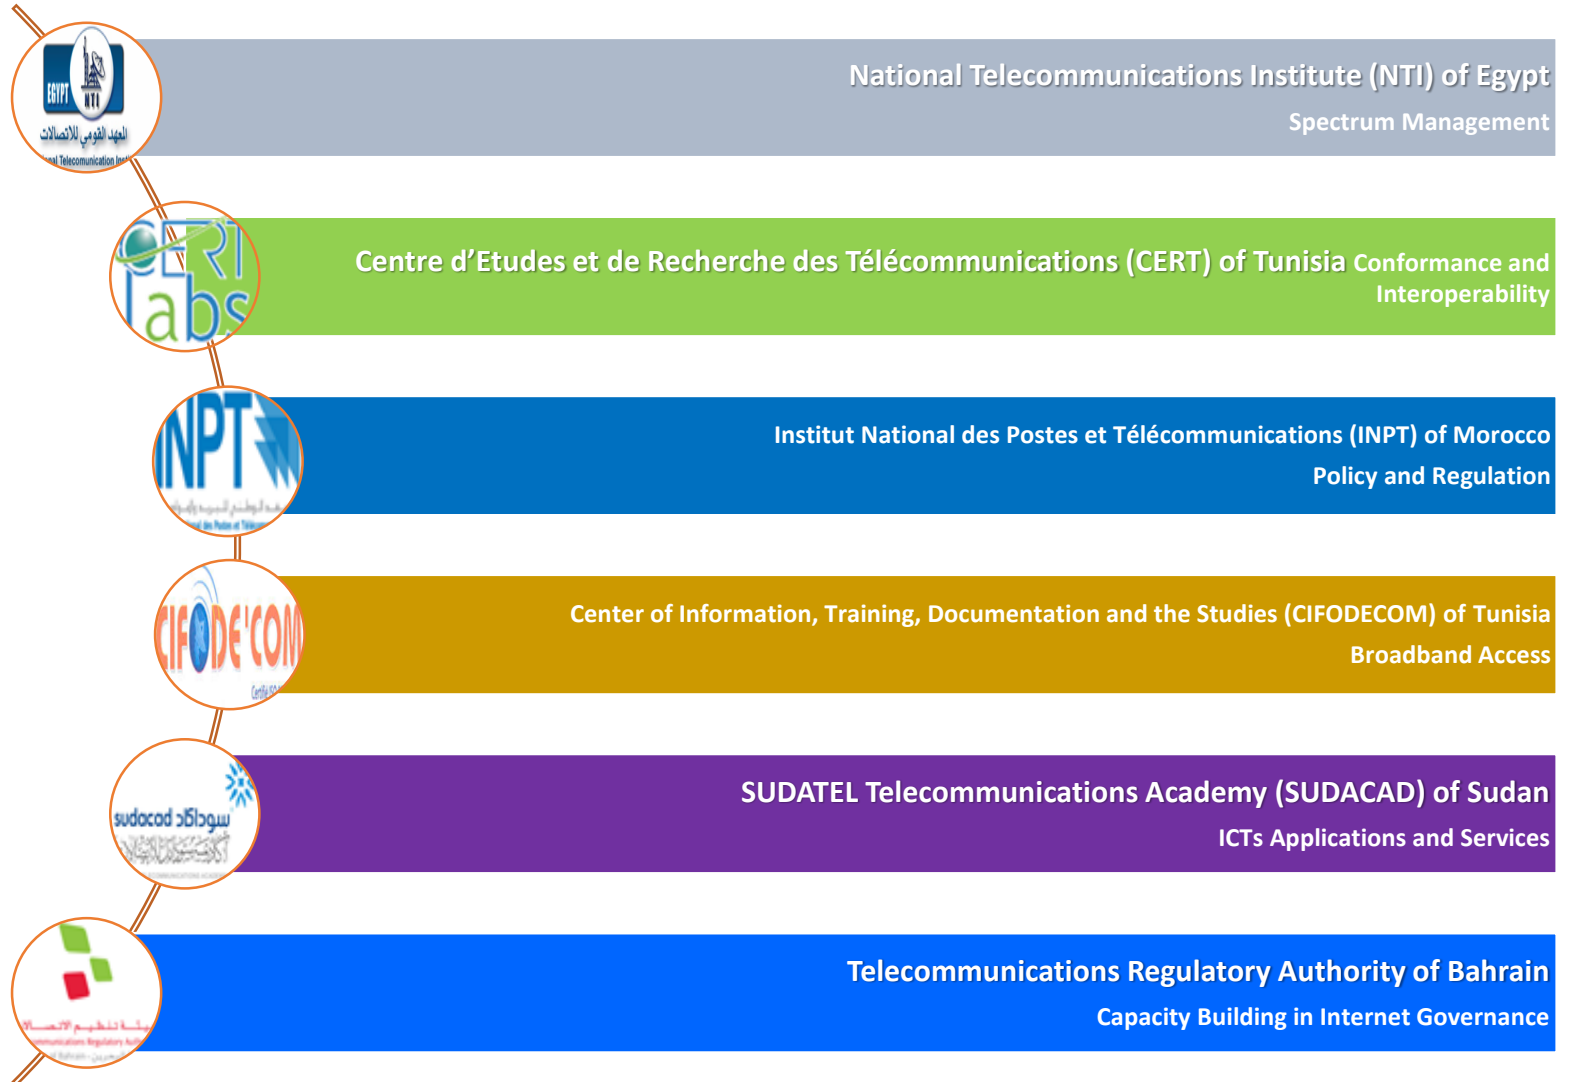 EGYPT
NTI
المعهد القومي للاتصالات
National Telecommunications Institute (NTI) of Egypt
Spectrum Management
CERT
Labs
Centre d’Etudes et de Recherche des Télécommunications (CERT) of Tunisia Conformance and
Interoperability
INPT
Institut National des Postes et Télécommunications (INPT) of Morocco
Policy and Regulation
CIFODE'COM
Center of Information, Training, Documentation and the Studies (CIFODECOM) of Tunisia
Broadband Access
sudacad سوداكاد
SUDATEL Telecommunications Academy (SUDACAD) of Sudan
ICTs Applications and Services
Telecommunications Regulatory Authority of Bahrain
Capacity Building in Internet Governance